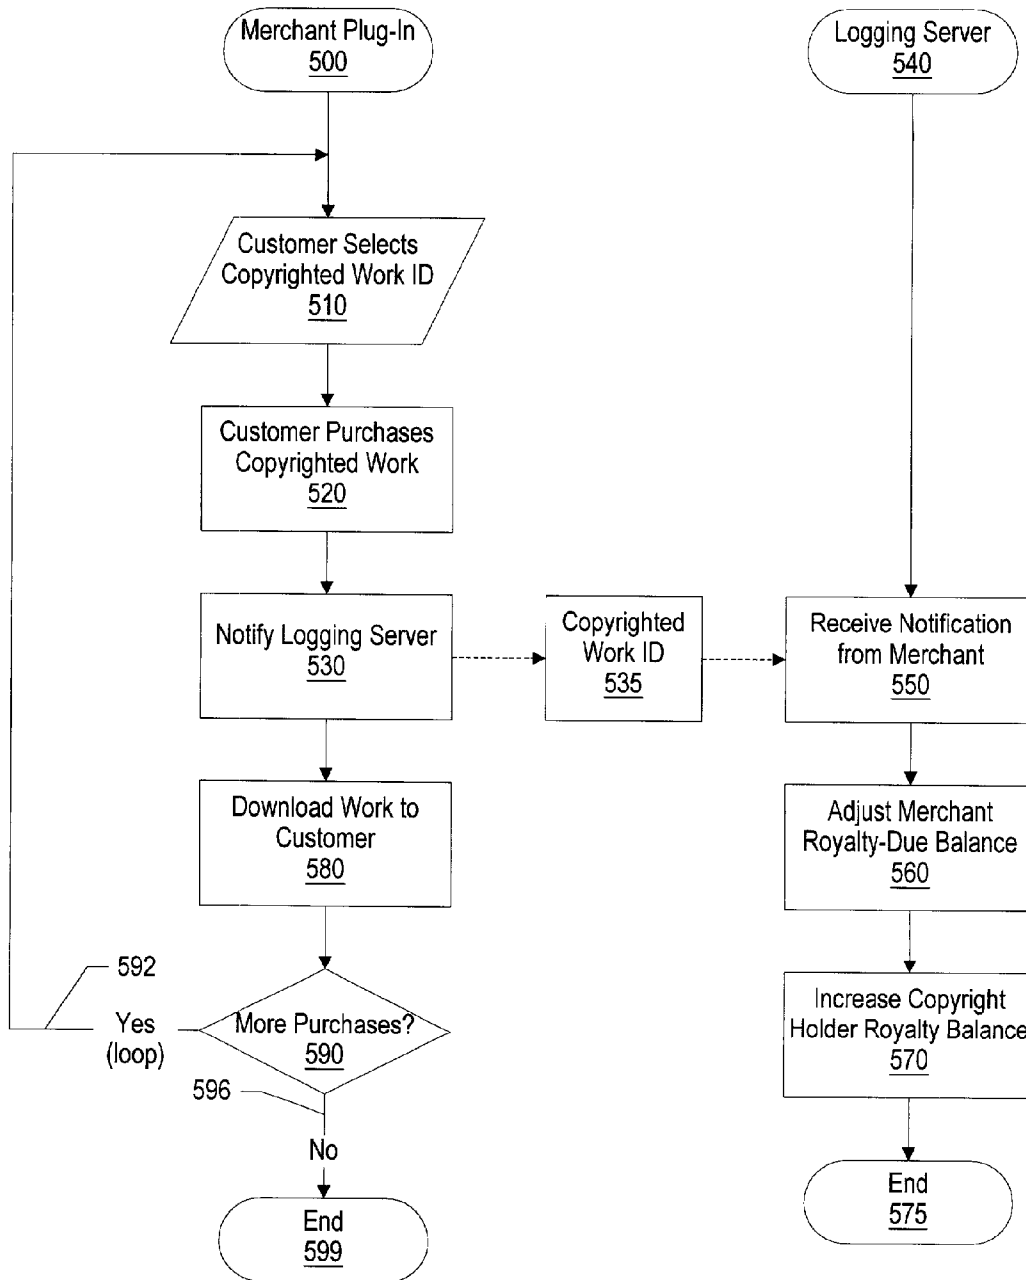 Merchant Plug-In
500
Logging Server
540
Customer Selects
Copyrighted Work ID
510
Customer Purchases
Copyrighted Work
520
Notify Logging Server
530
Copyrighted
Work ID
535
Receive Notification
from Merchant
550
Download Work to
Customer
580
Adjust Merchant
Royalty-Due Balance
560
592
Yes
(loop)
More Purchases?
590
Increase Copyright
Holder Royalty Balance
570
596
No
End
599
End
575